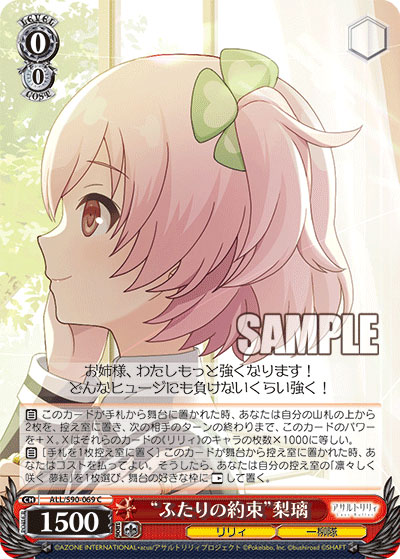 LEVEL
0
0
COST
SAMPLE
お姉様、わたしもっと強くなります！
どんなヒュージにも負けないくらい強く！
自 このカードが手札から舞台に置かれた時、あなたは自分の山札の上から
2枚を、控え室に置き、次の相手のターンの終わりまで、このカードのパワー
を＋X。Xはそれらのカードの《リリィ》のキャラの枚数×1000に等しい。
自 ［手札を1枚控え室に置く］ このカードが舞台から控え室に置かれた時、
あなたはコストを払ってよい。そうしたら、あなたは自分の控え室の「凛々しく
咲く 夢結」を1枚選び、舞台の好きな枠に置く。
CH
ALL/S90-069 C
1500
“ふたりの約束”梨璃
アサルトリリィ
リリィ
一柳隊
©AZONE INTERNATIONAL・acus/アサルトリリィプロジェクト ©Pokelabo, Inc. ©bushiroad ©SHAFT